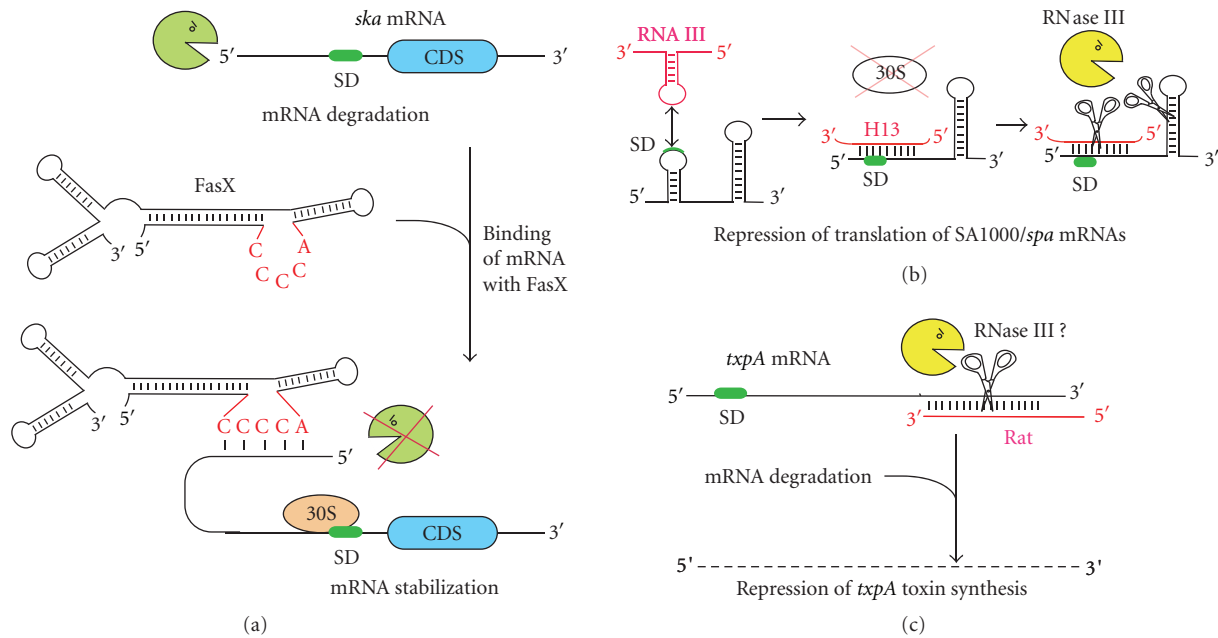 ska mRNA
5′
CDS
3′
SD
mRNA degradation
FasX
3′
5′
C
A
C
C
C
C
Binding
of mRNA
with FasX
3′
5′
C C C C A
5′
30S
CDS
3′
SD
mRNA stabilization
(a)
RNA III
3′
5′
SD
5′
3′
30S
3′
H13
5′
5′
3′
SD
RNase III
3′
5′
5′
3′
SD
Repression of translation of SA1000/spa mRNAs
(b)
RNase III ?
txpA mRNA
5′
3′
SD
3′
5′
Rat
mRNA degradation
5'
3'
Repression of txpA toxin synthesis
(c)